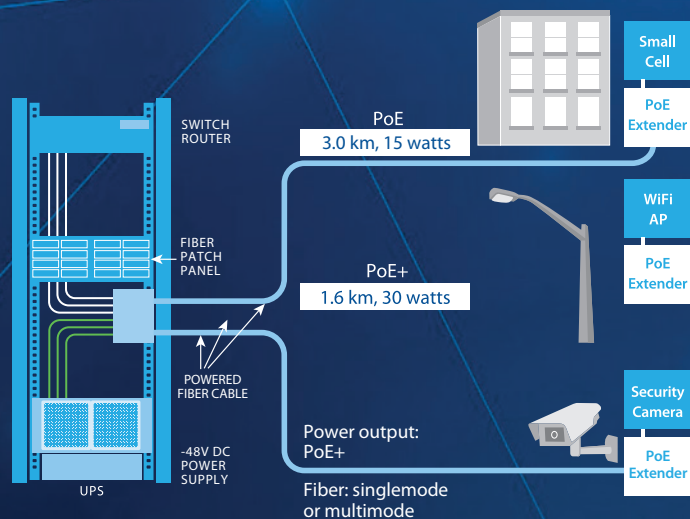 SWITCH
ROUTER
FIBER
PATCH
PANEL
POWERED
FIBER CABLE
-48V DC
POWER
SUPPLY
UPS
PoE
3.0 km, 15 watts
PoE+
1.6 km, 30 watts
Power output:
PoE+
Fiber: singlemode
or multimode
Small
Cell
PoE
Extender
WiFi
AP
PoE
Extender
Security
Camera
PoE
Extender